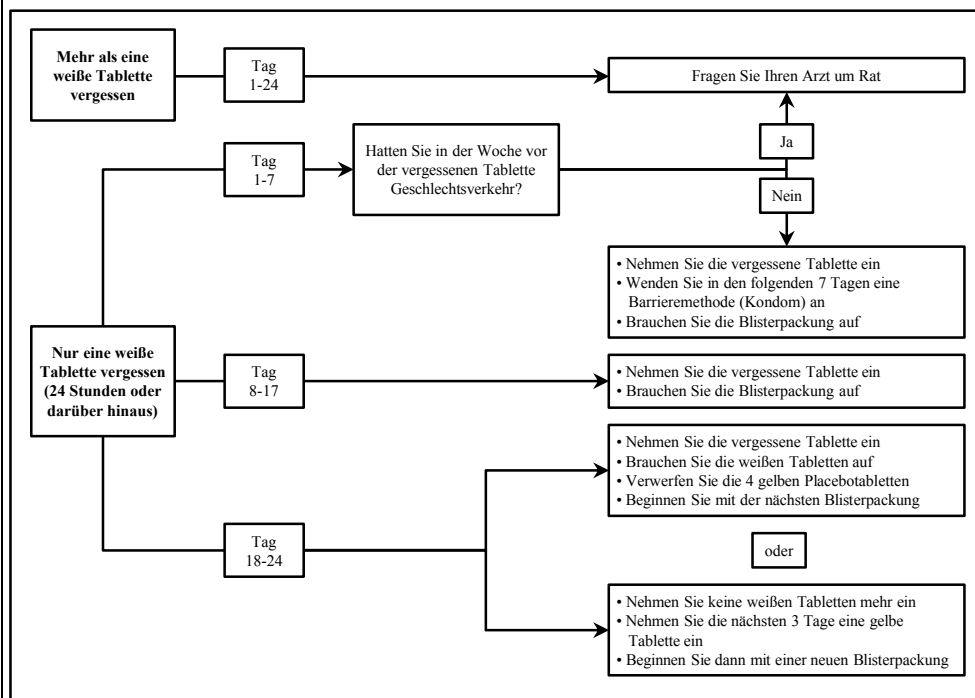 Mehr als eine
weiße Tablette
vergessen
Tag
1-24
Fragen Sie Ihren Arzt um Rat
Ja
Tag
1-7
Hatten Sie in der Woche vor
der vergessenen Tablette
Geschlechtsverkehr?
Nein
• Nehmen Sie die vergessene Tablette ein
• Wenden Sie in den folgenden 7 Tagen eine
Barrieremethode (Kondom) an
• Brauchen Sie die Blisterpackung auf
Nur eine weiße
Tablette vergessen
(24 Stunden oder
darüber hinaus)
Tag
8-17
• Nehmen Sie die vergessene Tablette ein
• Brauchen Sie die Blisterpackung auf
Tag
18-24
• Nehmen Sie die vergessene Tablette ein
• Brauchen Sie die weißen Tabletten auf
• Verwerfen Sie die 4 gelben Placebotabletten
• Beginnen Sie mit der nächsten Blisterpackung
oder
• Nehmen Sie keine weißen Tabletten mehr ein
• Nehmen Sie die nächsten 3 Tage eine gelbe
Tablette ein
• Beginnen Sie dann mit einer neuen Blisterpackung